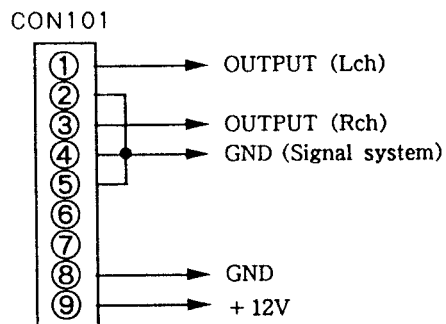 CON101
① OUTPUT (Lch)
②
③ OUTPUT (Rch)
④ GND (Signal system)
⑤
⑥
⑦
⑧ GND
⑨ + 12V